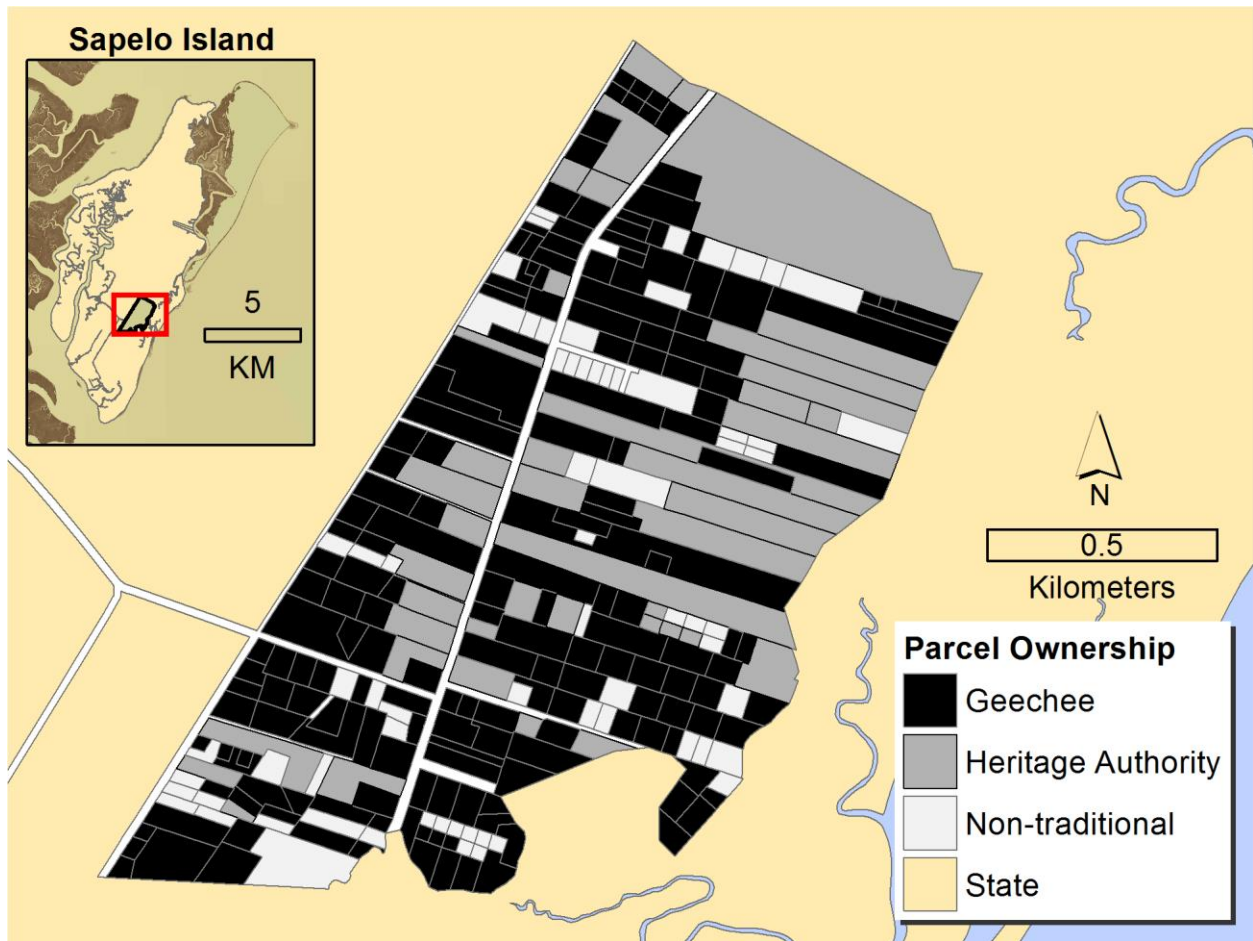 Sapelo Island
5
KM
N
0.5
Kilometers
Parcel Ownership
Geechee
Heritage Authority
Non-traditional
State